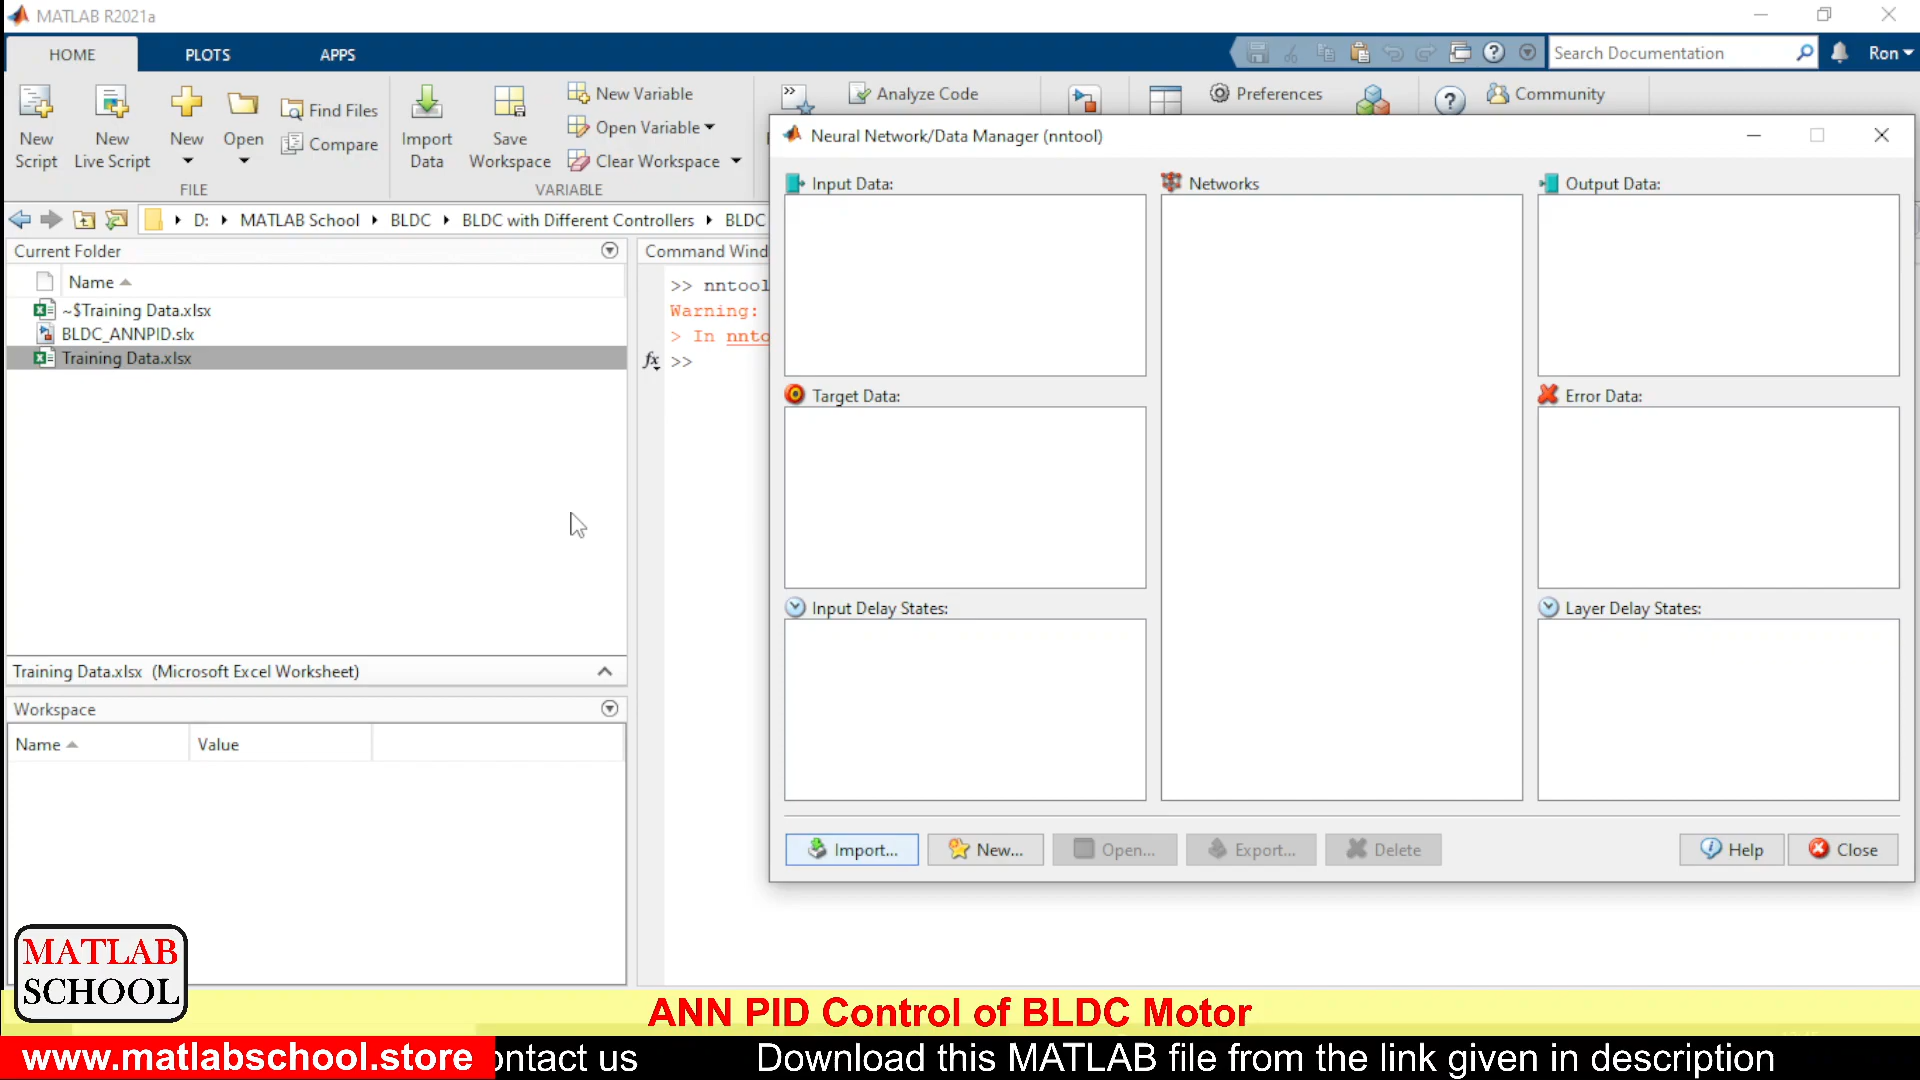 MATLAB R2021a
HOME
PLOTS
APPS
Search Documentation
Ron
New
Script
New
Live Script
New
Open
Find Files
Compare
FILE
Import
Data
Save
Workspace
New Variable
Open Variable
Clear Workspace
VARIABLE
Analyze Code
Preferences
Community
D:
MATLAB School
BLDC
BLDC with Different Controllers
BLDC
Current Folder
Name
~$Training Data.xlsx
BLDC_ANNPID.slx
Training Data.xlsx
Training Data.xlsx (Microsoft Excel Worksheet)
Workspace
Name
Value
Command Wind
>> nntool
Warning:
> In nnto
fx >>
Neural Network/Data Manager (nntool)
Input Data:
Networks
Output Data:
Target Data:
Error Data:
Input Delay States:
Layer Delay States:
Import...
New...
Open...
Export...
Delete
Help
Close
MATLAB
SCHOOL
ANN PID Control of BLDC Motor
www.matlabschool.store
ontact us
Download this MATLAB file from the link given in description